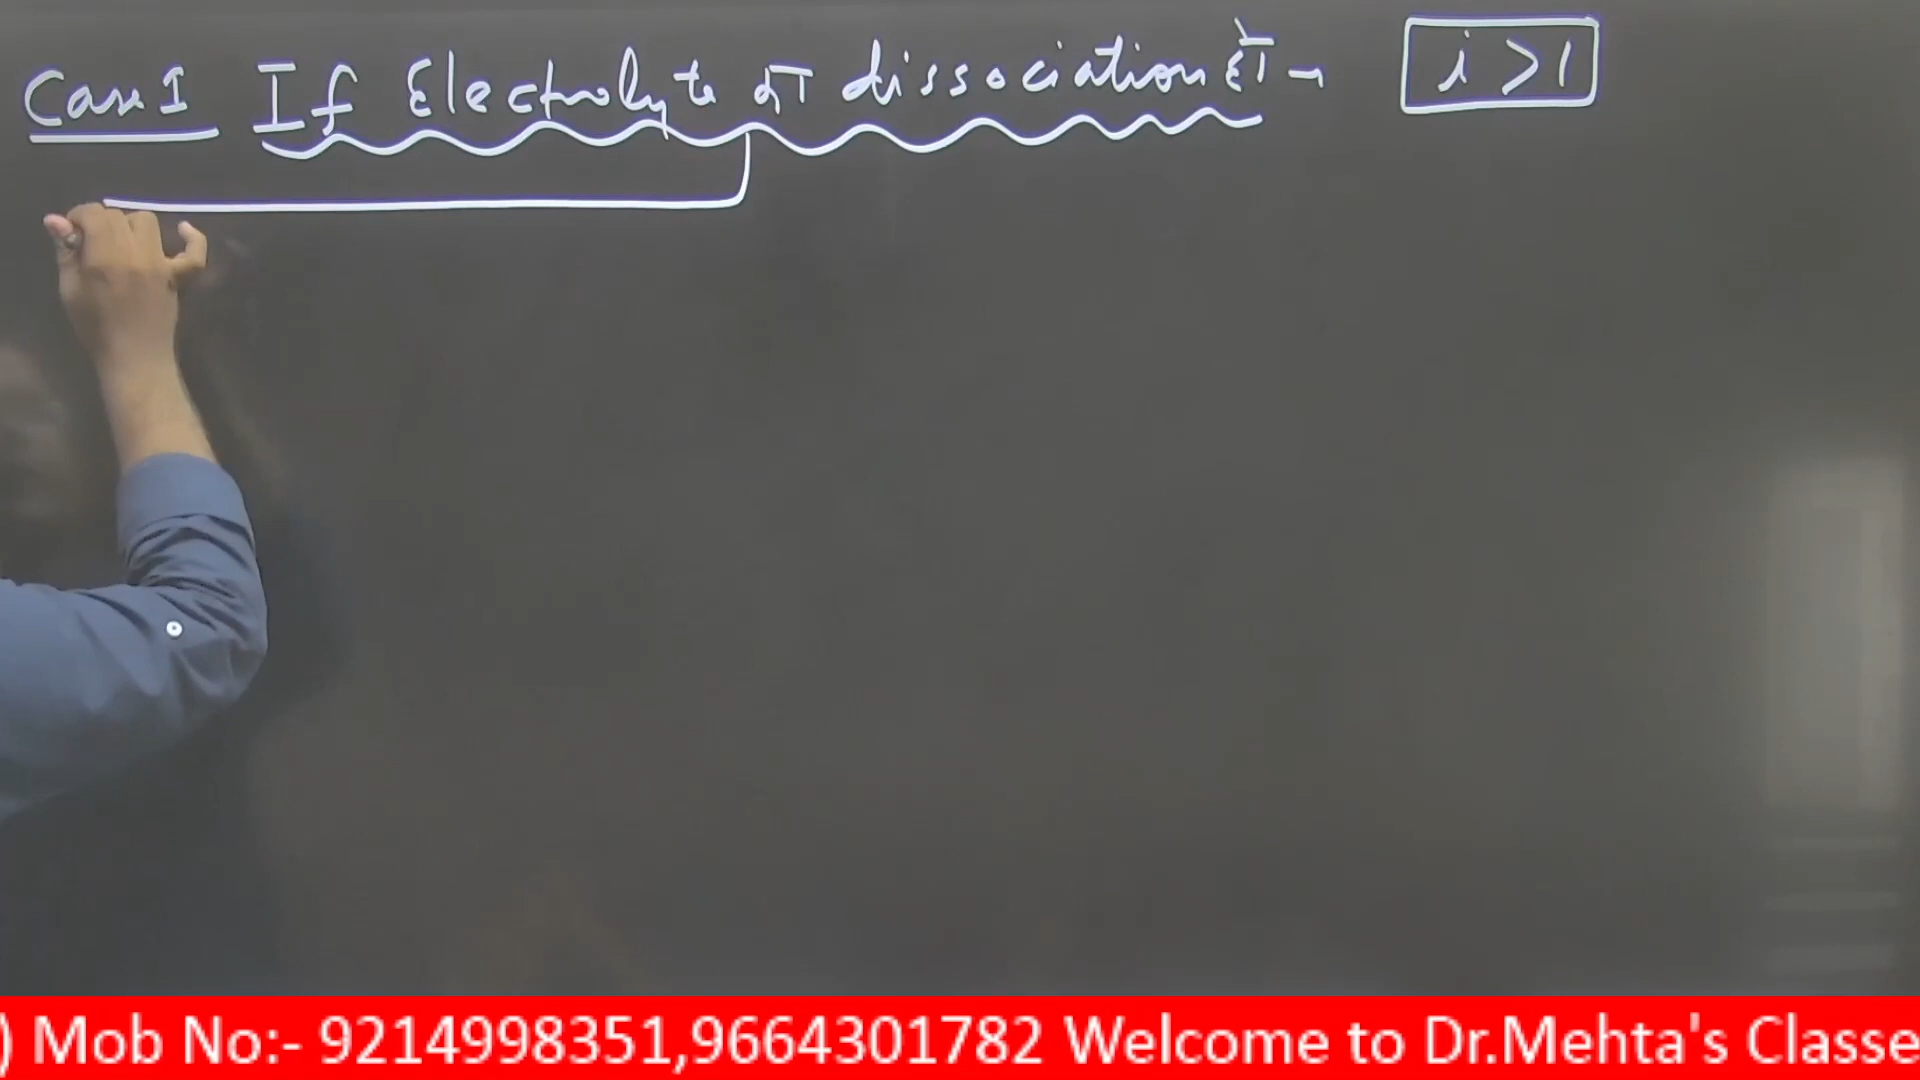 Case I If Electrolyte का dissociation हो → i > 1
) Mob No:- 9214998351,9664301782 Welcome to Dr.Mehta's Classe